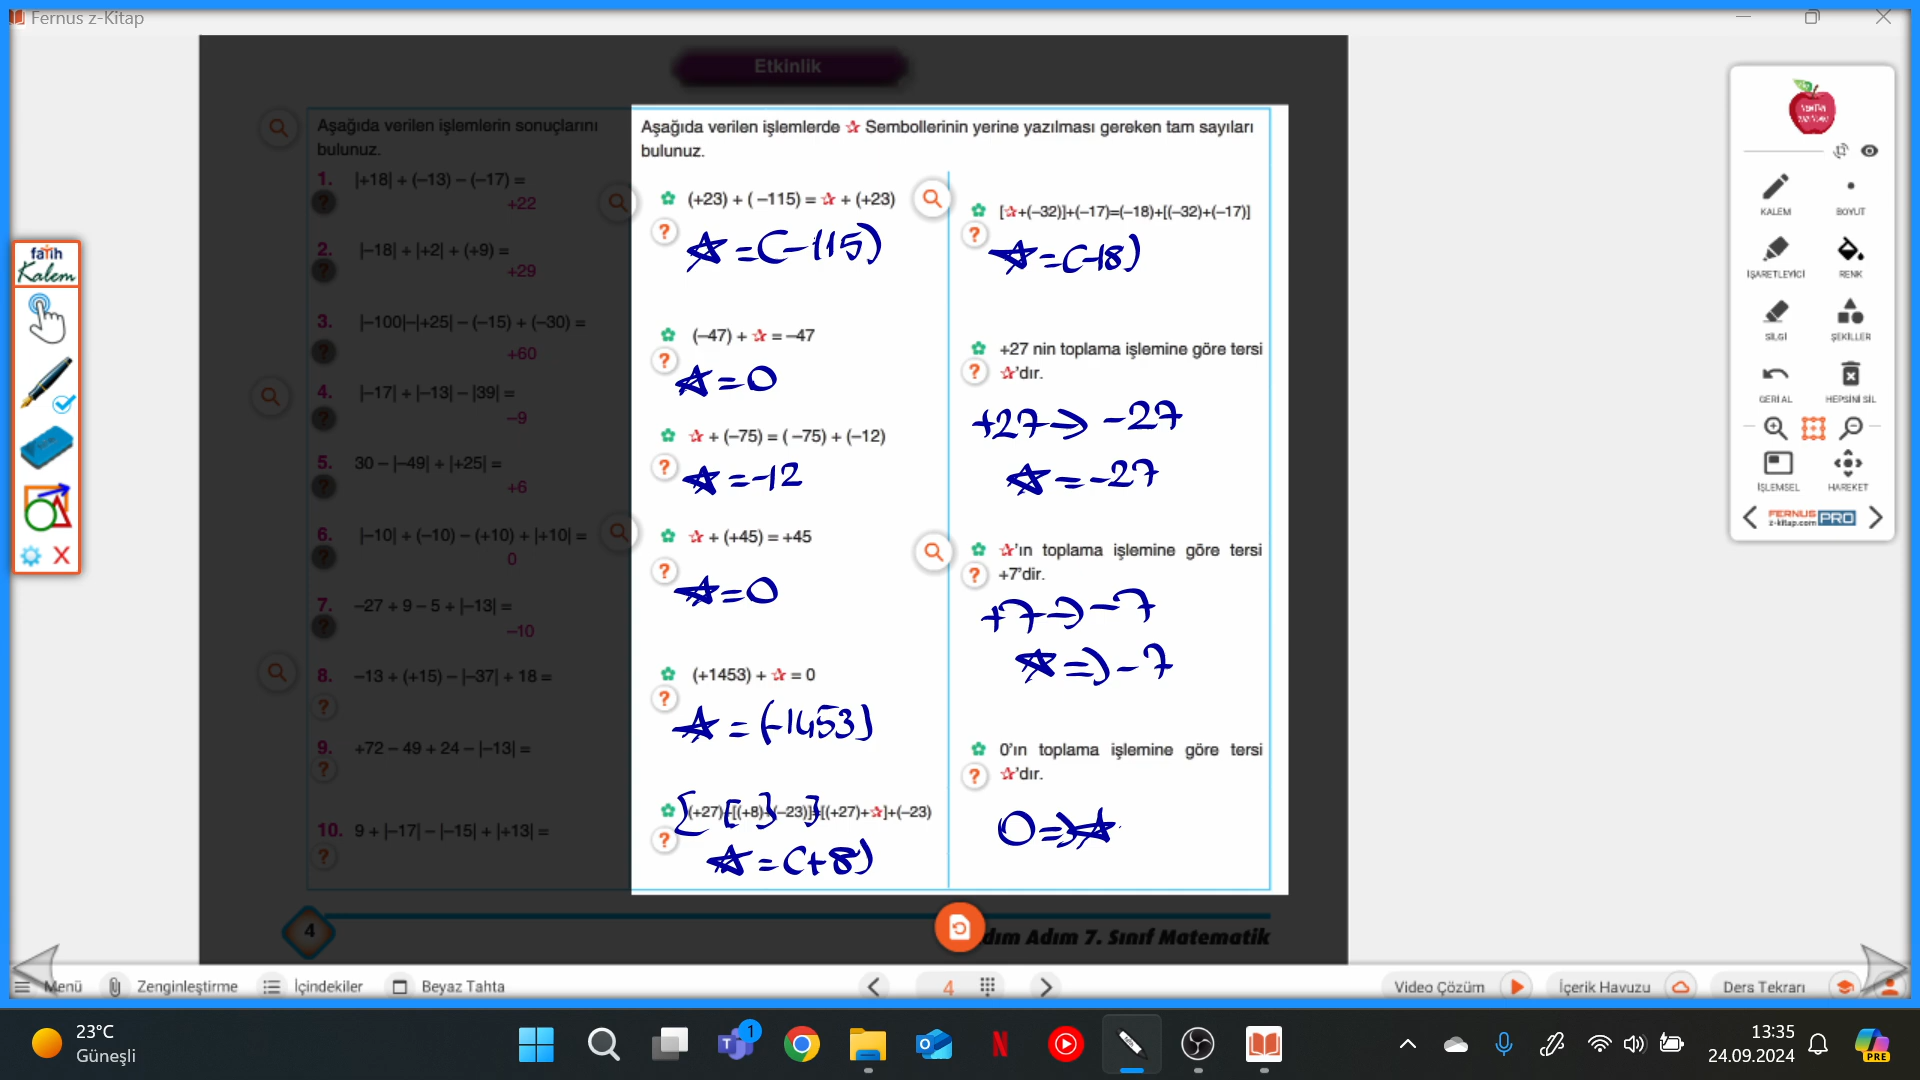 Fernus z-Kitap
Etkinlik
Aşağıda verilen işlemlerin sonuçlarını
bulunuz.
1. |+18| + (−13) − (−17) =
+22
2. |−18| + |+2| + (+9) =
+29
3. |−100|−|+25| − (−15) + (−30) =
+60
4. |−17| + |−13| − |39| =
−9
5. 30 − |−49| + |+25| =
+6
6. |−10| + (−10) − (+10) + |+10| =
0
7. −27 + 9 − 5 + |−13| =
−10
8. −13 + (+15) − |−37| + 18 =
9. +72 − 49 + 24 − |−13| =
10. 9 + |−17| − |−15| + |+13| =
Aşağıda verilen işlemlerde ☆ Sembollerinin yerine yazılması gereken tam sayıları
bulunuz.
(+23) + ( −115) = ☆ + (+23)
☆ = (−115)
(−47) + ☆ = −47
☆ = 0
☆ + (−75) = ( −75) + (−12)
☆ = −12
☆ + (+45) = +45
☆ = 0
(+1453) + ☆ = 0
☆ = (−1453)
(+27)+[(+8)+(−23)]=[(+27)+☆]+(−23)
☆ = (+8)
[☆+(−32)]+(−17)=(−18)+[(−32)+(−17)]
☆ = (−18)
+27 nin toplama işlemine göre tersi
☆'dır.
+27 → −27
☆ = −27
☆'ın toplama işlemine göre tersi
+7'dir.
+7 → −7
☆ ⇒ −7
0'ın toplama işlemine göre tersi
☆'dır.
0 ⇒ ☆
4
dım Adım 7. Sınıf Matematik
fatih
Kalem
KALEM
BOYUT
İŞARETLEYİCİ
RENK
SİLGİ
ŞEKİLLER
GERİ AL
HEPSİNİ SİL
İŞLEMSEL
HAREKET
FERNUS
z-kitap.com
PRO
Menü
Zenginleştirme
İçindekiler
Beyaz Tahta
4
Video Çözüm
İçerik Havuzu
Ders Tekrarı
23°C
Güneşli
1
13:35
24.09.2024
PRE